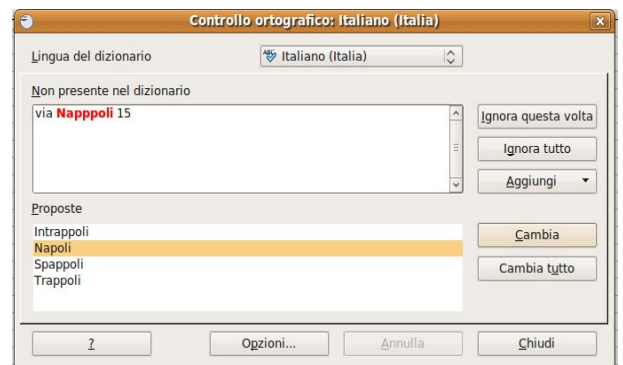 Controllo ortografico: Italiano (Italia)
Lingua del dizionario
Italiano (Italia)
Non presente nel dizionario
via Napppoli 15
Ignora questa volta
Ignora tutto
Aggiungi
Proposte
Intrappoli
Napoli
Spappoli
Trappoli
Cambia
Cambia tutto
?
Opzioni...
Annulla
Chiudi